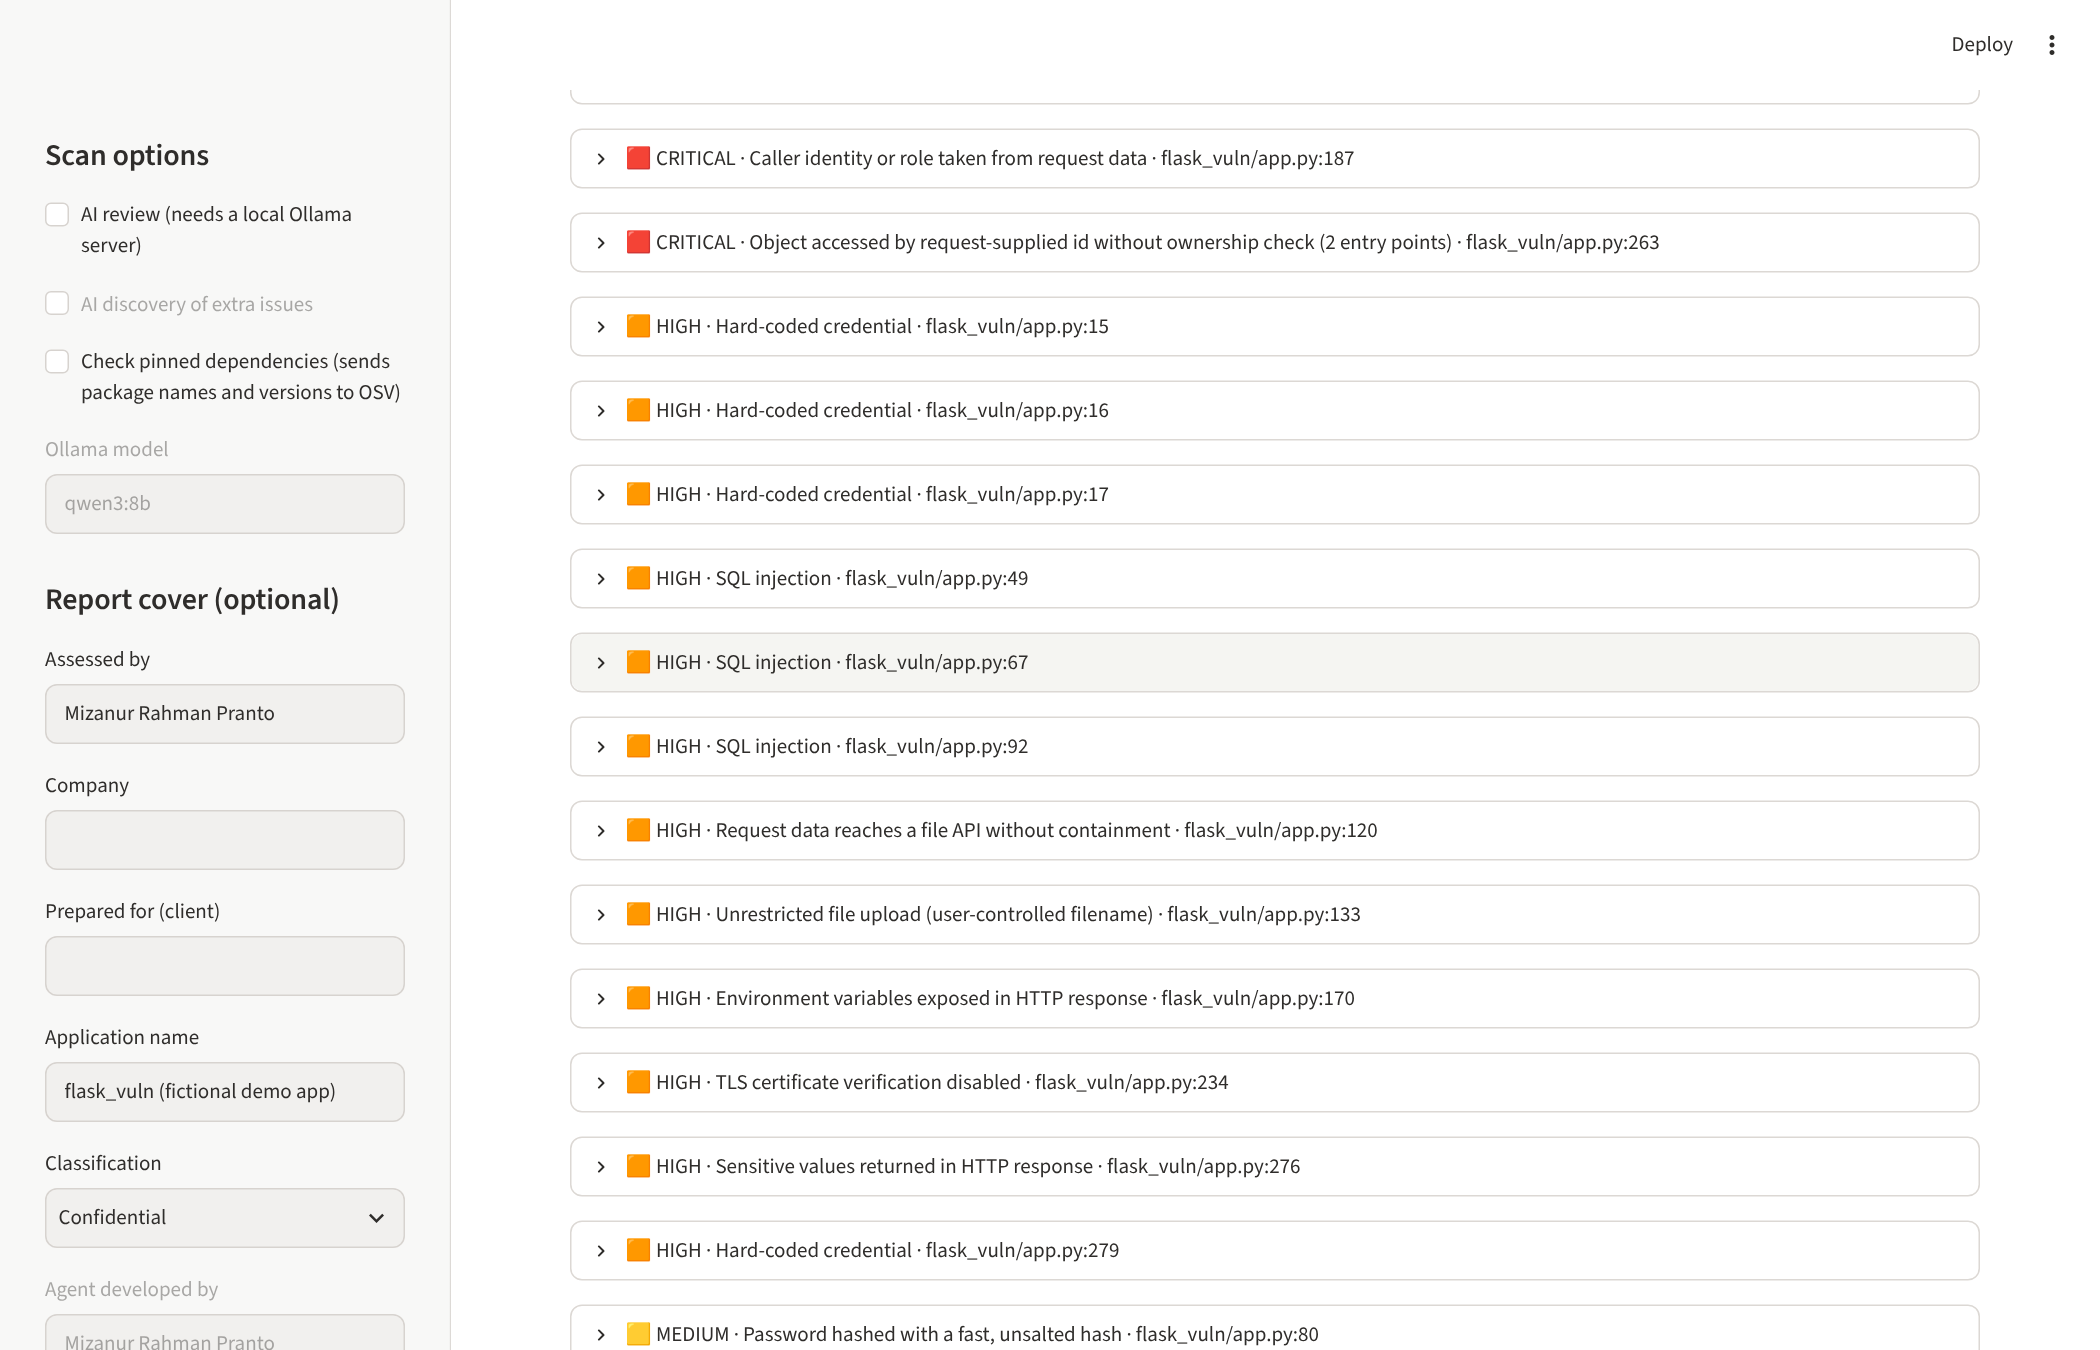 Deploy
Scan options
AI review (needs a local Ollama
server)
AI discovery of extra issues
Check pinned dependencies (sends
package names and versions to OSV)
Ollama model
qwen3:8b
Report cover (optional)
Assessed by
Mizanur Rahman Pranto
Company
Prepared for (client)
Application name
flask_vuln (fictional demo app)
Classification
Confidential
Agent developed by
Mizanur Rahman Pranto
CRITICAL · Caller identity or role taken from request data · flask_vuln/app.py:187
CRITICAL · Object accessed by request-supplied id without ownership check (2 entry points) · flask_vuln/app.py:263
HIGH · Hard-coded credential · flask_vuln/app.py:15
HIGH · Hard-coded credential · flask_vuln/app.py:16
HIGH · Hard-coded credential · flask_vuln/app.py:17
HIGH · SQL injection · flask_vuln/app.py:49
HIGH · SQL injection · flask_vuln/app.py:67
HIGH · SQL injection · flask_vuln/app.py:92
HIGH · Request data reaches a file API without containment · flask_vuln/app.py:120
HIGH · Unrestricted file upload (user-controlled filename) · flask_vuln/app.py:133
HIGH · Environment variables exposed in HTTP response · flask_vuln/app.py:170
HIGH · TLS certificate verification disabled · flask_vuln/app.py:234
HIGH · Sensitive values returned in HTTP response · flask_vuln/app.py:276
HIGH · Hard-coded credential · flask_vuln/app.py:279
MEDIUM · Password hashed with a fast, unsalted hash · flask_vuln/app.py:80